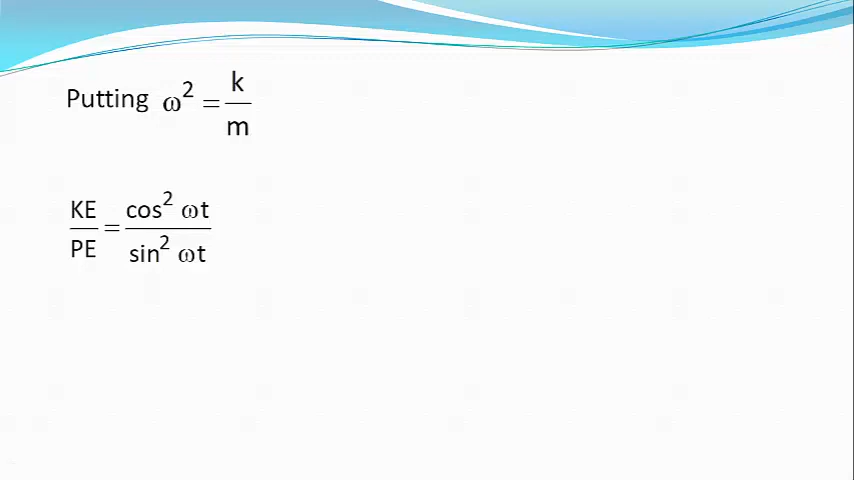 Putting ω² = k/m
KE/PE = cos² ωt / sin² ωt